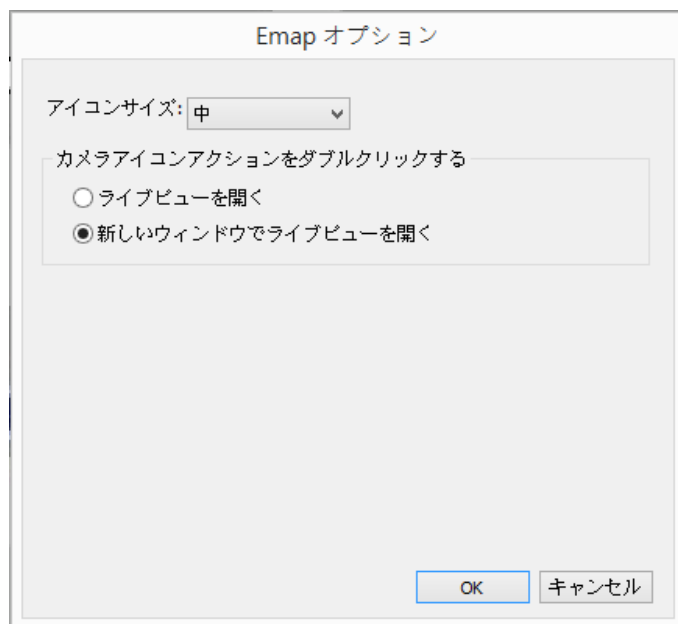 Emap オプション
アイコンサイズ: 中
カメラアイコンアクションをダブルクリックする
ライブビューを開く
新しいウィンドウでライブビューを開く
OK キャンセル